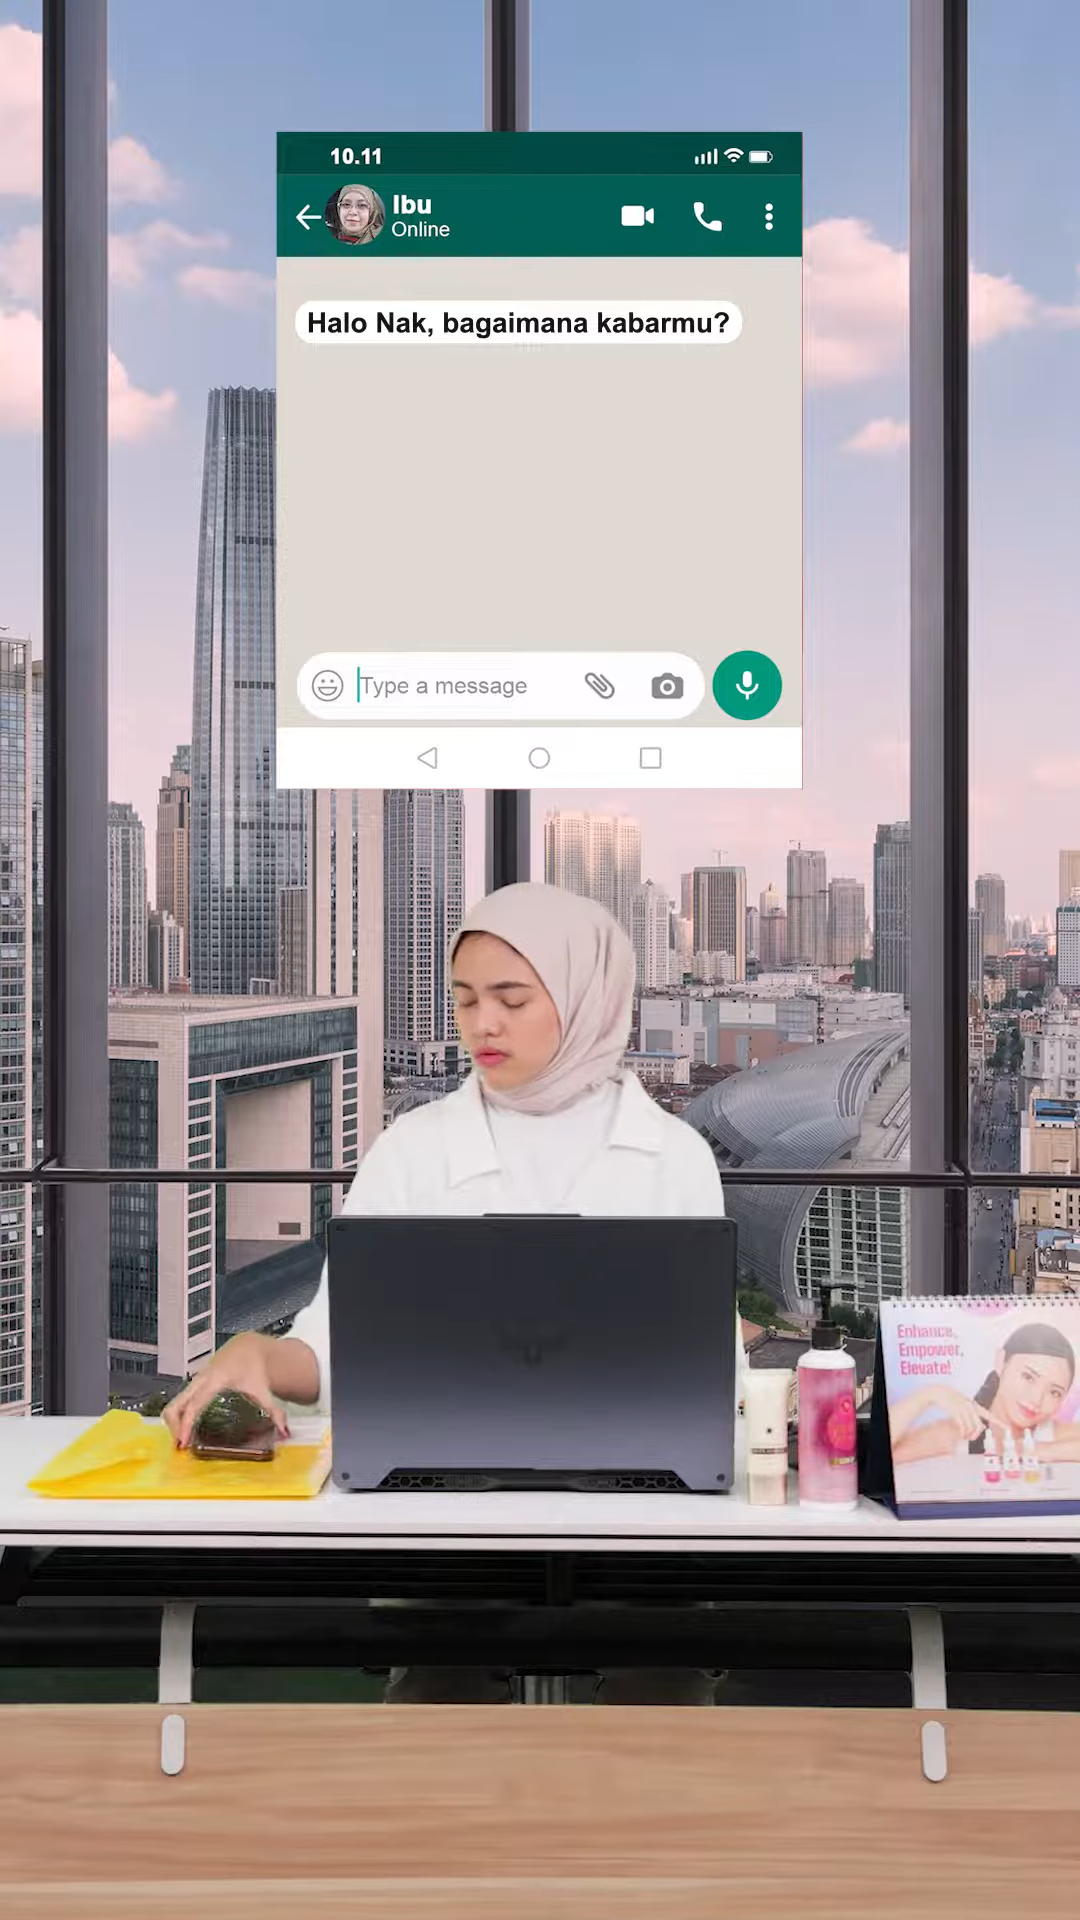 10.11
Ibu
Online
Halo Nak, bagaimana kabarmu?
Type a message
Enhance,
Empower,
Elevate!